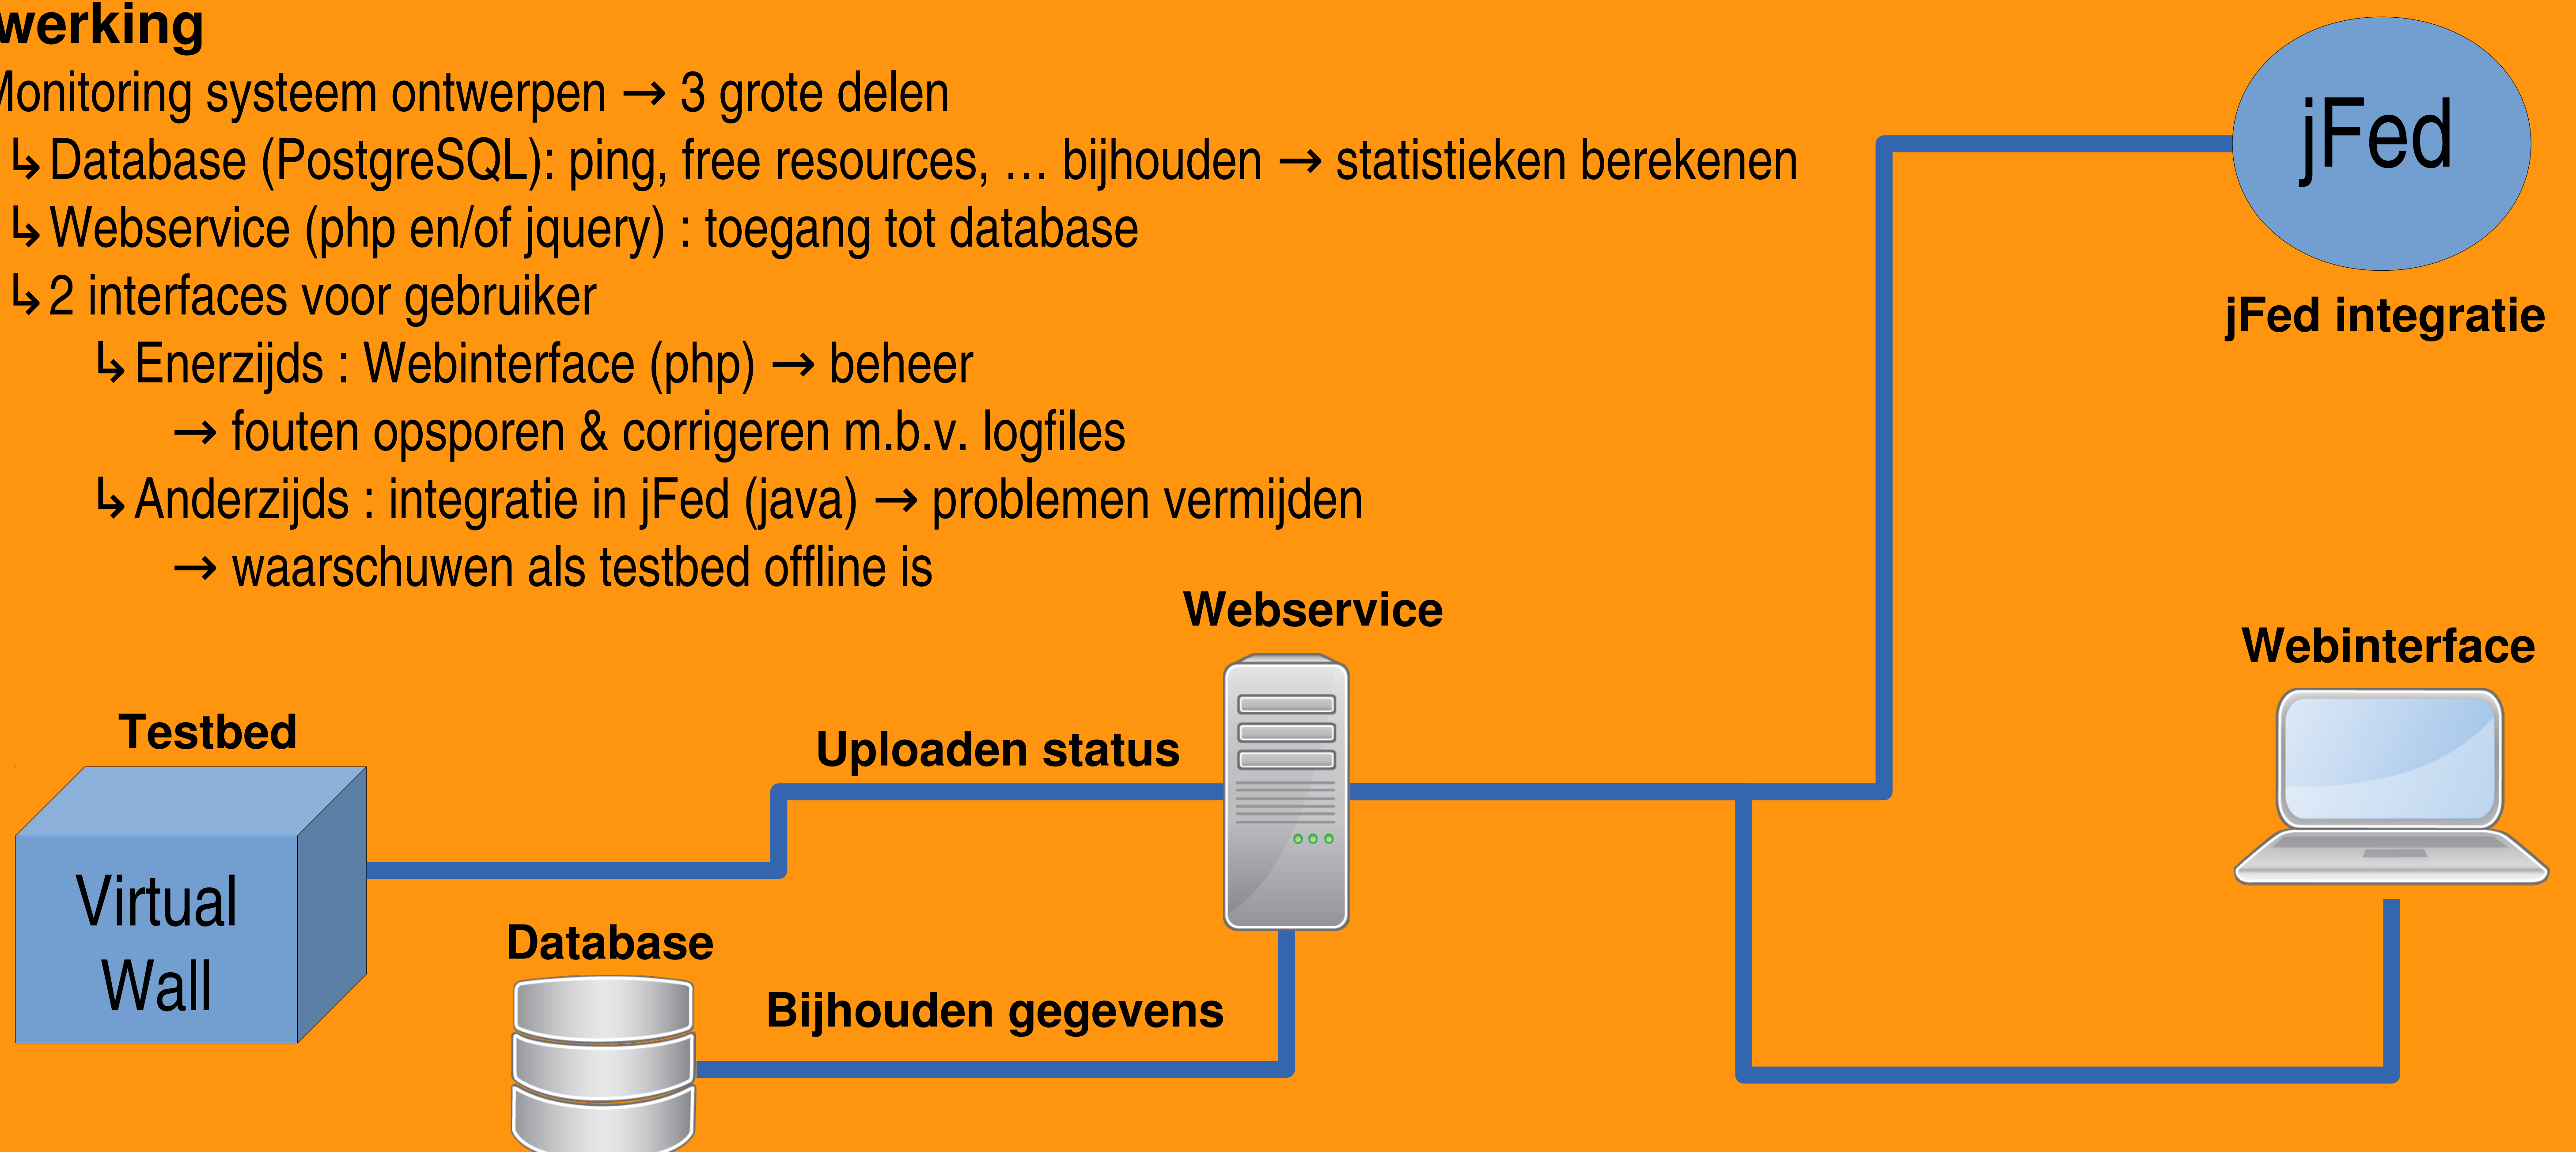 werking
Monitoring systeem ontwerpen → 3 grote delen
↳Database (PostgreSQL): ping, free resources, … bijhouden → statistieken berekenen
↳Webservice (php en/of jquery) : toegang tot database
↳2 interfaces voor gebruiker
↳Enerzijds : Webinterface (php) → beheer
→ fouten opsporen & corrigeren m.b.v. logfiles
↳Anderzijds : integratie in jFed (java) → problemen vermijden
→ waarschuwen als testbed offline is
jFed
jFed integratie
Webservice
Webinterface
Testbed
Uploaden status
Virtual
Wall
Database
Bijhouden gegevens